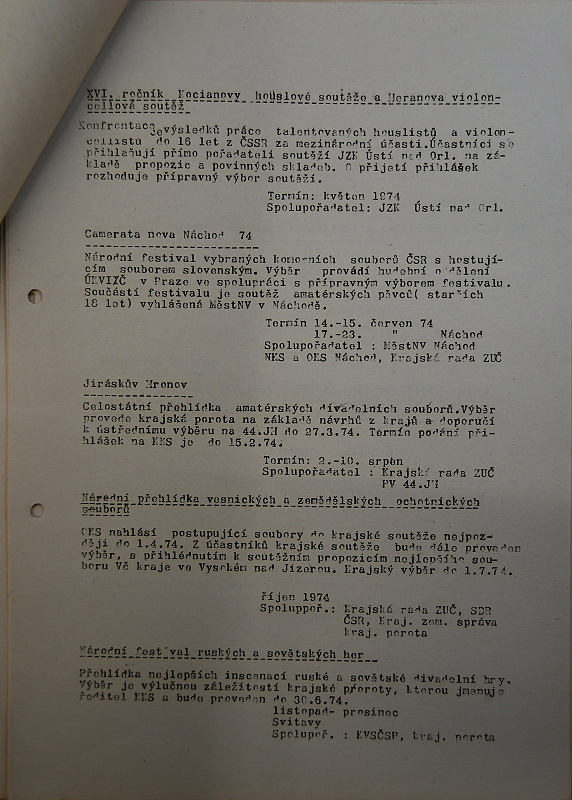 XVI. ročník Kocianovy houslové soutěže a Heranova violon-
cellová soutěž
Konfrontace výsledků práce talentovaných houslistů a violon-
cellistů do 16 let z ČSSR za mezinárodní účasti.Účastníci se
přihlašují přímo pořadateli soutěží JZK Ústí nad Orl. na zá-
kladě propozic a povinných skladeb. O přijetí přihlášek
rozhoduje přípravný výbor soutěží.
Termín: květen 1974
Spolupořadatel: JZK Ústí nad Orl.
Camerata nova Náchod 74
Národní festival vybraných komorních souborů ČSR s hostují-
cím souborem slovenským. Výběr provádí hudební oddělení
ÚKVIZČ v Praze ve spolupráci s přípravným výborem festivalu.
Součástí festivalu je soutěž amatérských pěvců( starších
18 let) vyhlášená MěstNV v Náchodě.
Termín 14.-15. červen 74
17.-23. " Náchod
Spolupořadatel : MěstNV Náchod
NKS a OKS Náchod, Krajská rada ZUČ
Jiráskův Hronov
Celostátní přehlídka amatérských divadelních souborů.Výběr
provede krajská porota na základě návrhů z krajů a doporučí
k ústřednímu výběru na 44.JH do 27.3.74. Termín podání při-
hlášek na KKS je do 15.2.74.
Termín: 2.-10. srpen
Spolupořadatel : Krajská rada ZUČ
PV 44.JH
Národní přehlídka vesnických a zemědělských ochotnických
souborů
OKS nahlásí postupující soubory do krajské soutěže nejpoz-
ději do 1.4.74. Z účastníků krajské soutěže bude dále proveden
výběr, s přihlédnutím k soutěžním propozicím nejlepšího sou-
boru Vč kraje ve Vysokém nad Jizerou. Krajský výběr do 1.7.74.
říjen 1974
Spoluppoř.: Krajská rada ZUČ, SDR
ČSR, Kraj. zem. správa
kraj. porota
Národní festival ruských a sovětských her
Přehlídka nejlepších inscenací ruské a sovětské divadelní hry.
Výběr je výlučnou záležitostí krajské poroty, kterou jmenuje
ředitel KKS a bude proveden do 30.6.74.
listopad- prosinec
Svitavy
Spolupoř. : KVSČSP, kraj. porota